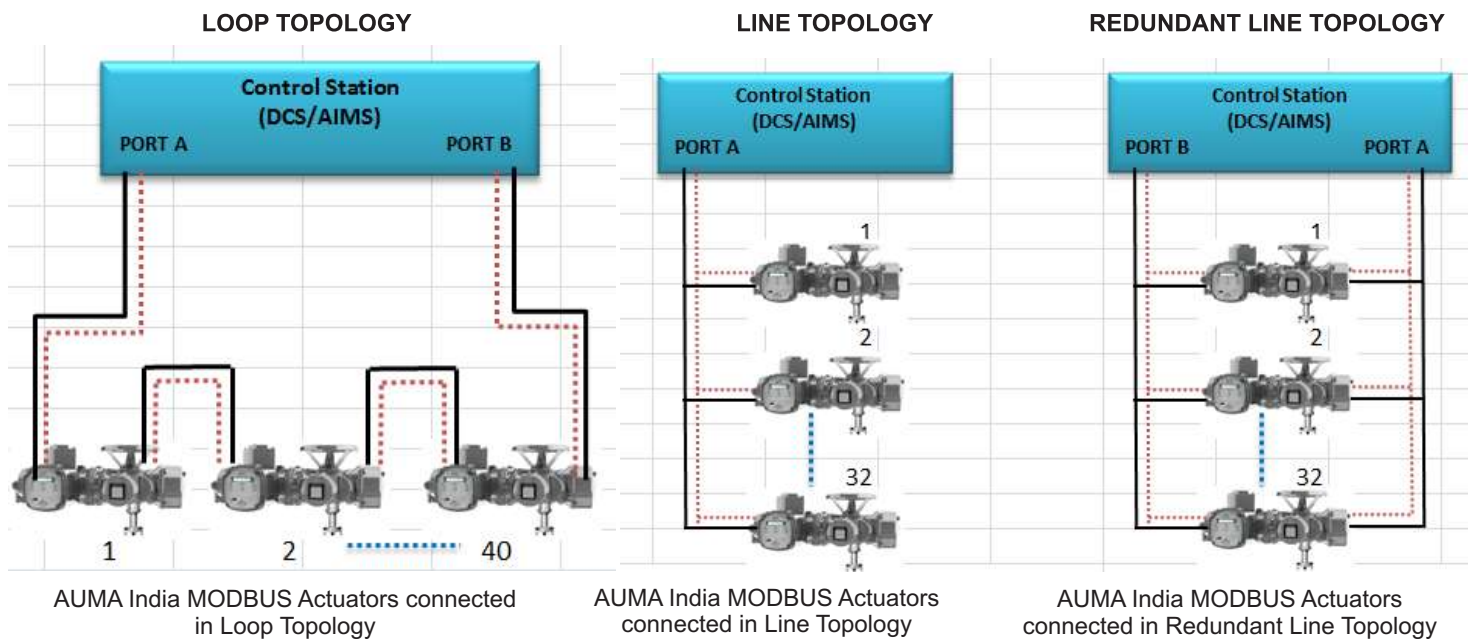 LOOP TOPOLOGY
Control Station
(DCS/AIMS)
PORT A
PORT B
1
2
40
AUMA India MODBUS Actuators connected
in Loop Topology
LINE TOPOLOGY
Control Station
(DCS/AIMS)
PORT A
1
2
32
AUMA India MODBUS Actuators
connected in Line Topology
REDUNDANT LINE TOPOLOGY
Control Station
(DCS/AIMS)
PORT B
PORT A
1
2
32
AUMA India MODBUS Actuators
connected in Redundant Line Topology